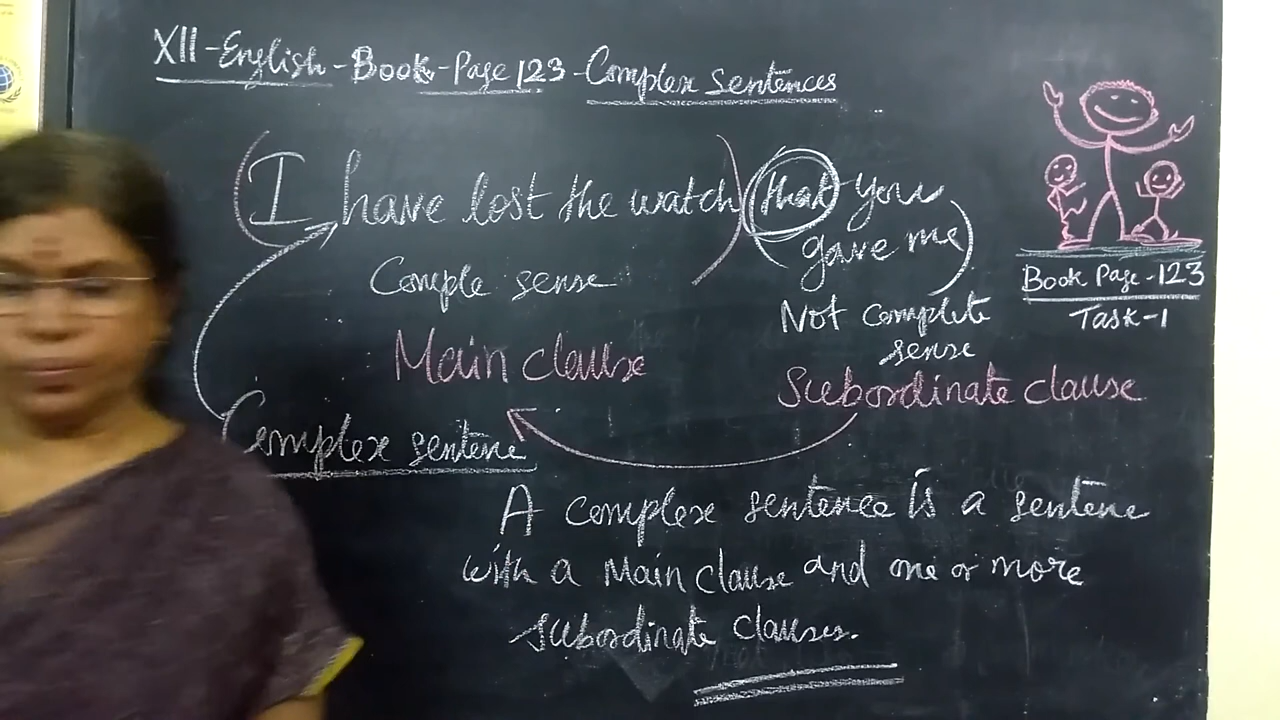 XII - English - Book - Page 123 - Complex Sentences
I have lost the watch that you
gave me
Comple sense
Not complete
sense
Main clause
Subordinate clause
Complex sentene
A complex sentence is a sentene
with a Main clause and one or more
subordinate clauses.
Book Page - 123
Task - 1